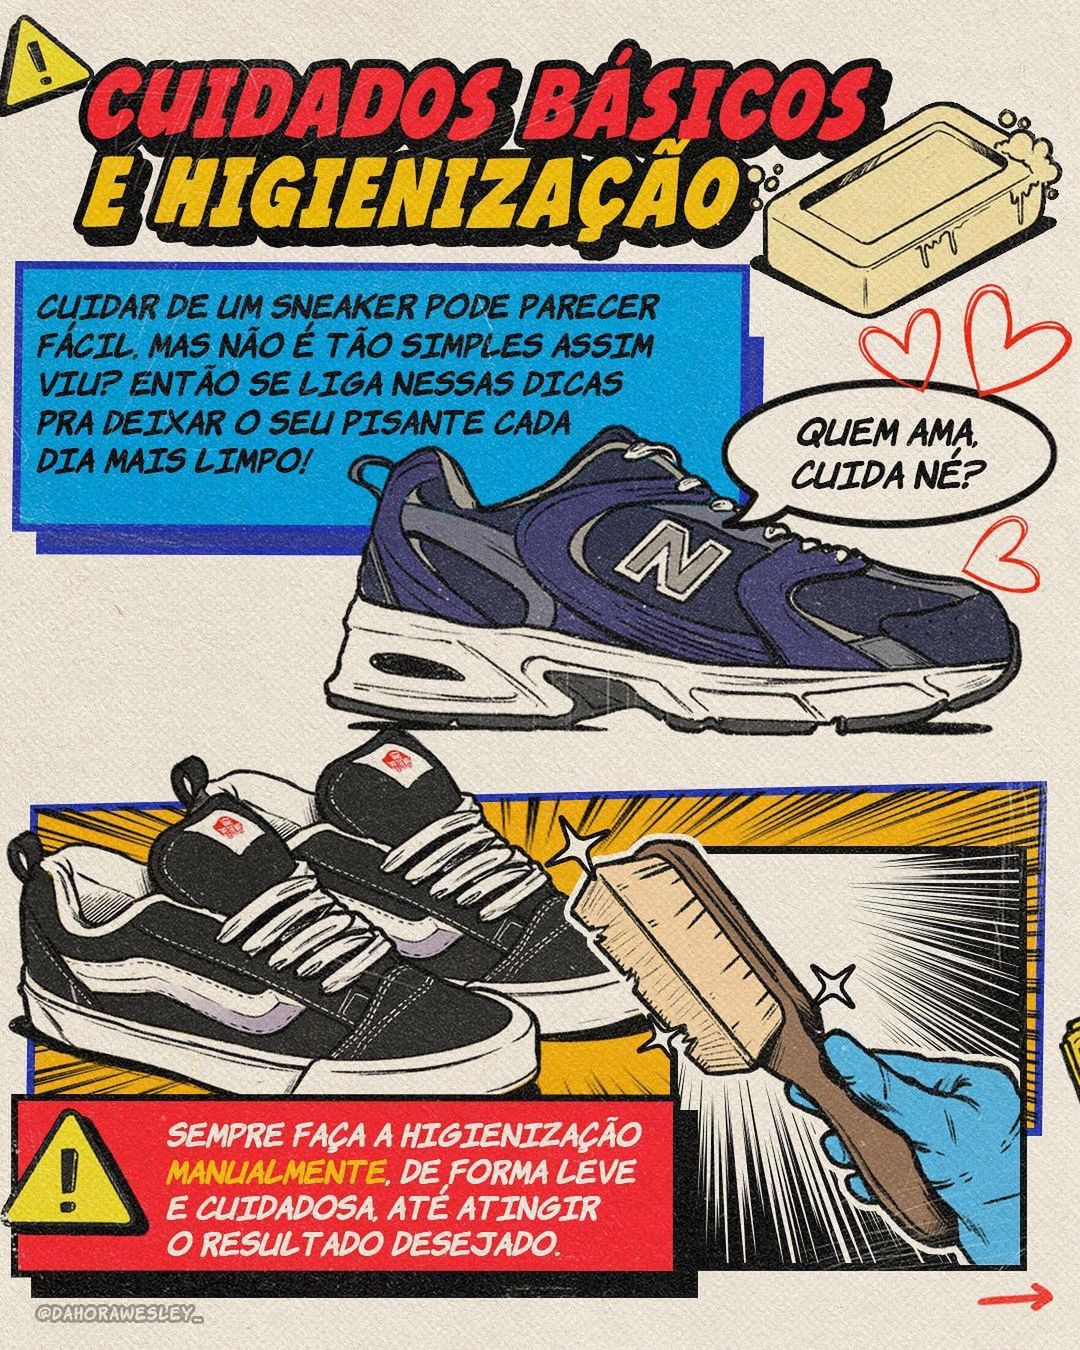 CUIDADOS BÁSICOS
E HIGIENIZAÇÃO
CUIDAR DE UM SNEAKER PODE PARECER
FÁCIL, MAS NÃO É TÃO SIMPLES ASSIM
VIU? ENTÃO SE LIGA NESSAS DICAS
PRA DEIXAR O SEU PISANTE CADA
DIA MAIS LIMPO!
QUEM AMA,
CUIDA NÉ?
N
SEMPRE FAÇA A HIGIENIZAÇÃO
MANUALMENTE, DE FORMA LEVE
E CUIDADOSA, ATÉ ATINGIR
O RESULTADO DESEJADO.
@DAHORAWESLEY_